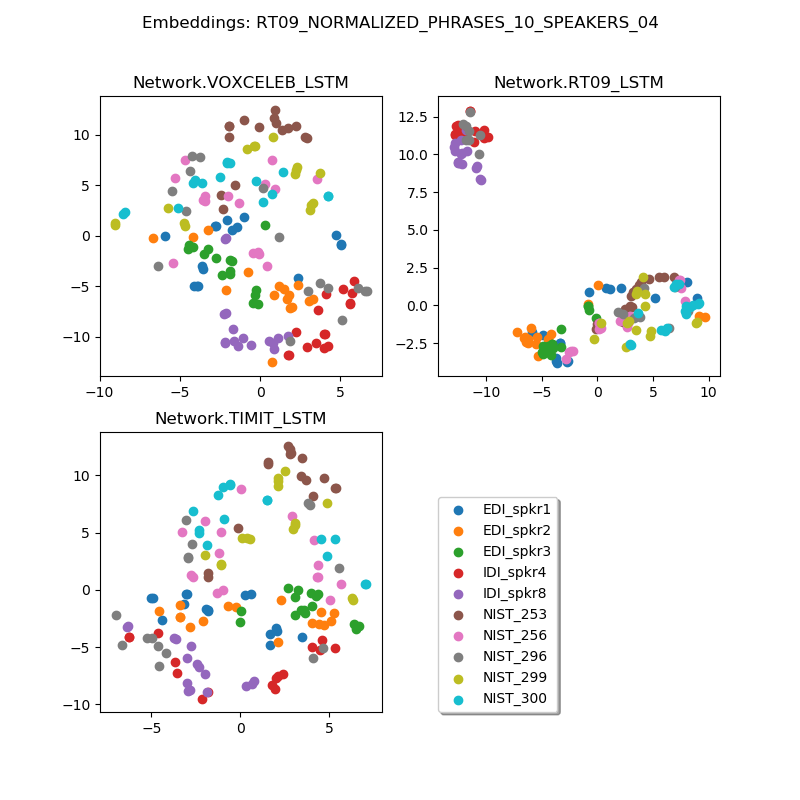 Embeddings: RT09_NORMALIZED_PHRASES_10_SPEAKERS_04
Network.VOXCELEB_LSTM
10
5
0
−5
−10
−10 −5 0 5
Network.RT09_LSTM
12.5
10.0
7.5
5.0
2.5
0.0
−2.5
−10 −5 0 5 10
Network.TIMIT_LSTM
10
5
0
−5
−10
−5 0 5
EDI_spkr1
EDI_spkr2
EDI_spkr3
IDI_spkr4
IDI_spkr8
NIST_253
NIST_256
NIST_296
NIST_299
NIST_300